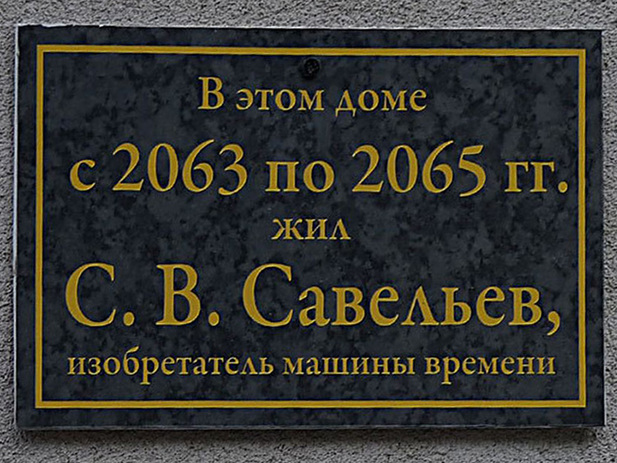 В этом доме
с 2063 по 2065 гг.
жил
С. В. Савельев,
изобретатель машины времени